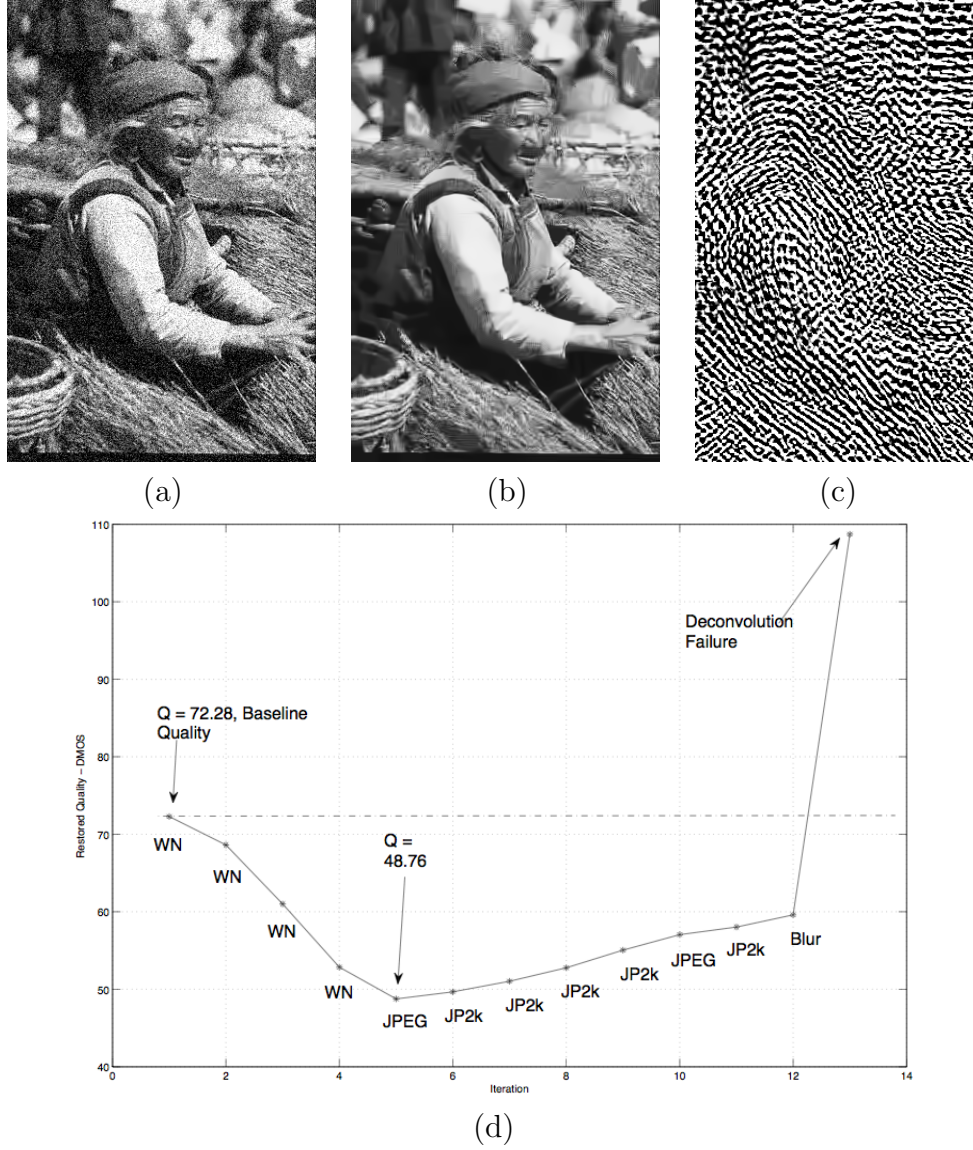 (a)
(b)
(c)
110
100
90
80
70
60
50
40
Restored Quality – DMOS
Deconvolution
Failure
Q = 72.28, Baseline
Quality
Q =
48.76
WN
WN
WN
WN
JPEG
JP2k
JP2k
JP2k
JP2k
JPEG
JP2k
Blur
0
2
4
6
8
10
12
14
Iteration
(d)